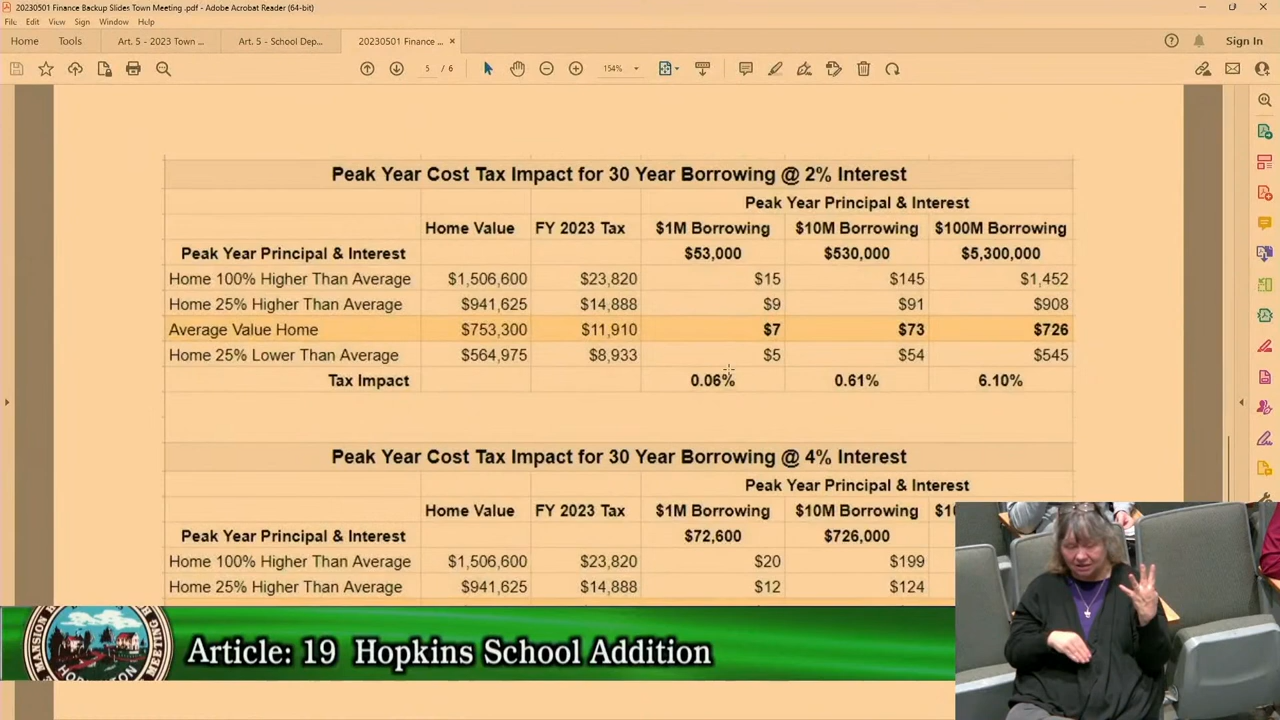 20230501 Finance Backup Slides Town Meeting .pdf - Adobe Acrobat Reader (64-bit)
File Edit View Sign Window Help
Home Tools Art. 5 - 2023 Town ... Art. 5 - School Dep... 20230501 Finance ... × Sign In
5 / 6 154%
Peak Year Cost Tax Impact for 30 Year Borrowing @ 2% Interest
Peak Year Principal & Interest
Home Value FY 2023 Tax $1M Borrowing $10M Borrowing $100M Borrowing
Peak Year Principal & Interest $53,000 $530,000 $5,300,000
Home 100% Higher Than Average $1,506,600 $23,820 $15 $145 $1,452
Home 25% Higher Than Average $941,625 $14,888 $9 $91 $908
Average Value Home $753,300 $11,910 $7 $73 $726
Home 25% Lower Than Average $564,975 $8,933 $5 $54 $545
Tax Impact 0.06% 0.61% 6.10%
Peak Year Cost Tax Impact for 30 Year Borrowing @ 4% Interest
Peak Year Principal & Interest
Home Value FY 2023 Tax $1M Borrowing $10M Borrowing
Peak Year Principal & Interest $72,600 $726,000
Home 100% Higher Than Average $1,506,600 $23,820 $20 $199
Home 25% Higher Than Average $941,625 $14,888 $12 $124
Article: 19 Hopkins School Addition